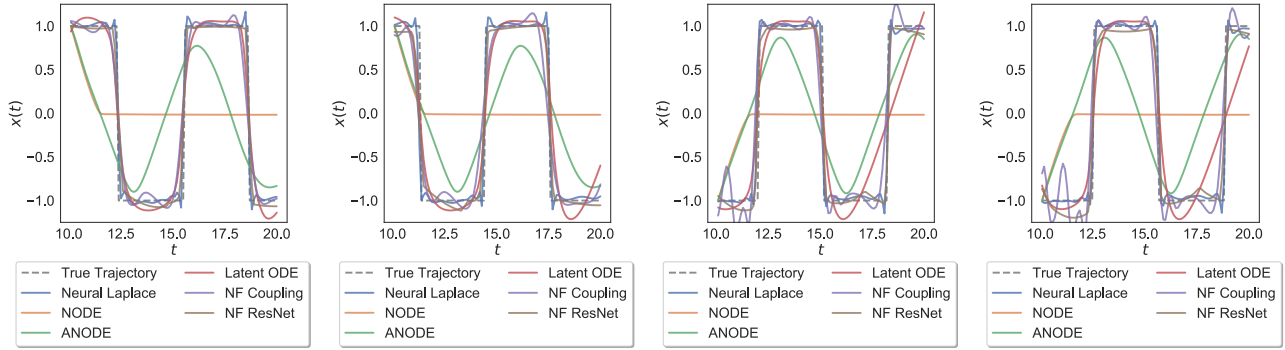 1.0
0.5
0.0
−0.5
−1.0
x(t)
10.0 12.5 15.0 17.5 20.0
t
True Trajectory Latent ODE
Neural Laplace NF Coupling
NODE NF ResNet
ANODE
1.0
0.5
0.0
−0.5
−1.0
x(t)
10.0 12.5 15.0 17.5 20.0
t
True Trajectory Latent ODE
Neural Laplace NF Coupling
NODE NF ResNet
ANODE
1.0
0.5
0.0
−0.5
−1.0
x(t)
10.0 12.5 15.0 17.5 20.0
t
True Trajectory Latent ODE
Neural Laplace NF Coupling
NODE NF ResNet
ANODE
1.0
0.5
0.0
−0.5
−1.0
x(t)
10.0 12.5 15.0 17.5 20.0
t
True Trajectory Latent ODE
Neural Laplace NF Coupling
NODE NF ResNet
ANODE